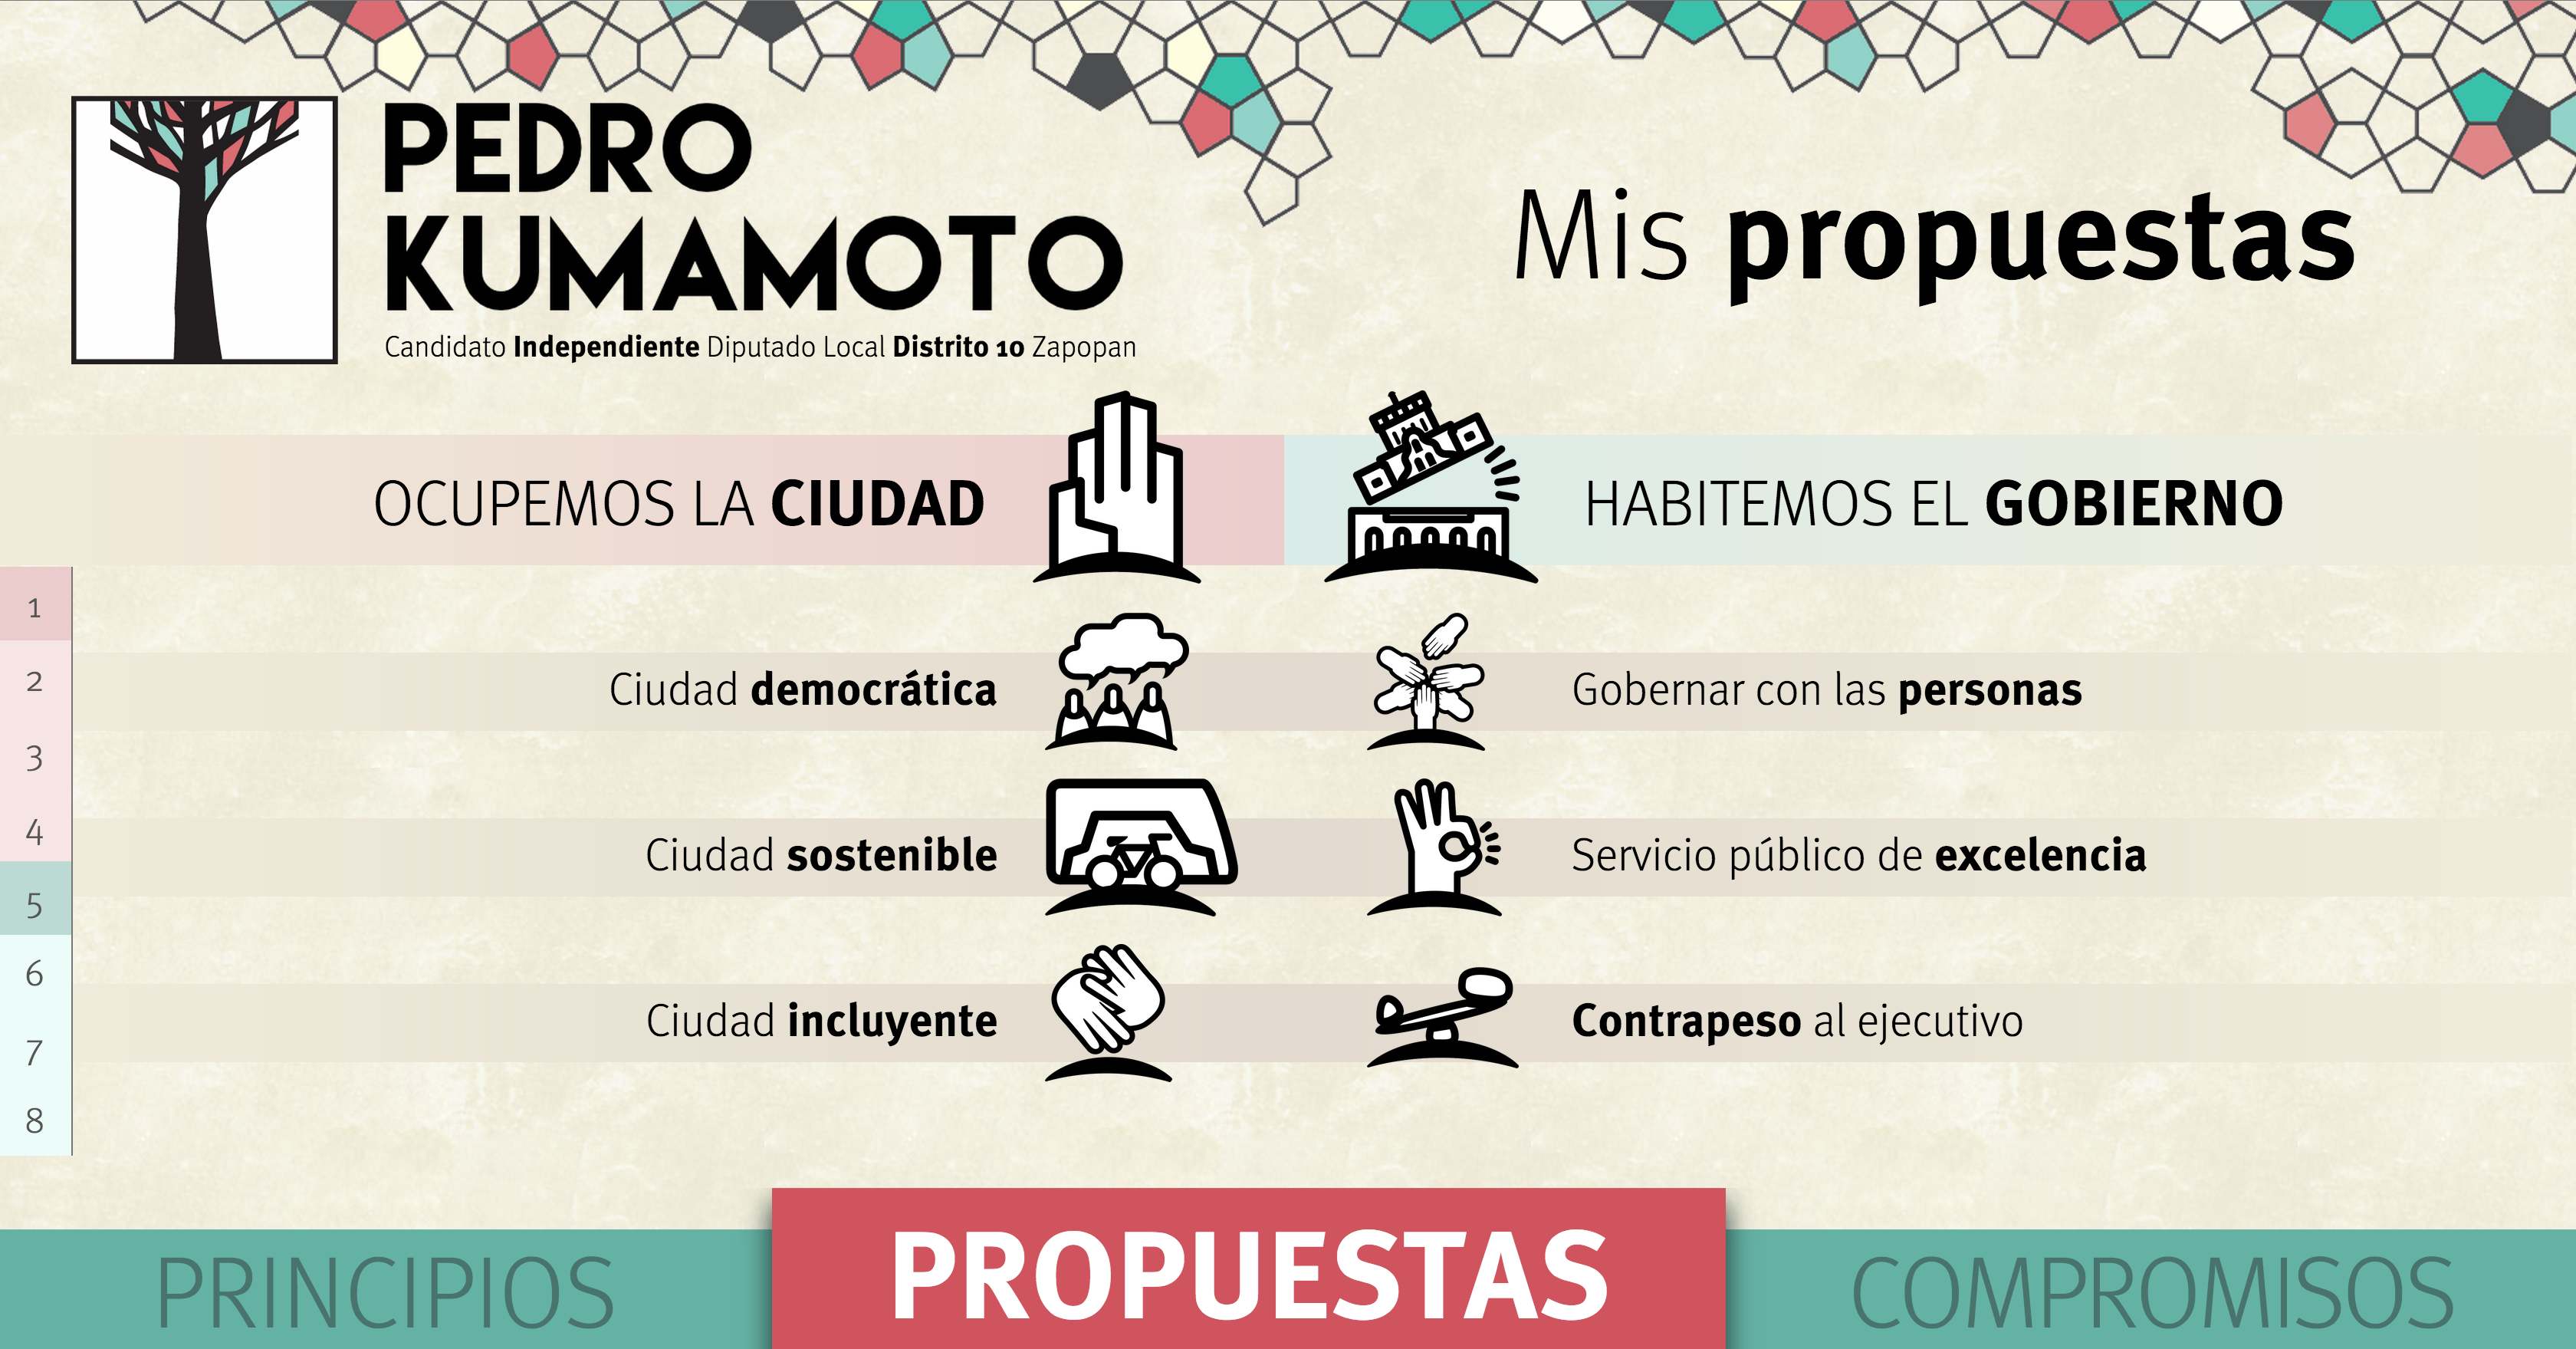 PEDRO
KUMAMOTO
Candidato Independiente Diputado Local Distrito 10 Zapopan
Mis propuestas
OCUPEMOS LA CIUDAD
HABITEMOS EL GOBIERNO
1
2
3
4
5
6
7
8
Ciudad democrática
Gobernar con las personas
Ciudad sostenible
Servicio público de excelencia
Ciudad incluyente
Contrapeso al ejecutivo
PRINCIPIOS
PROPUESTAS
COMPROMISOS